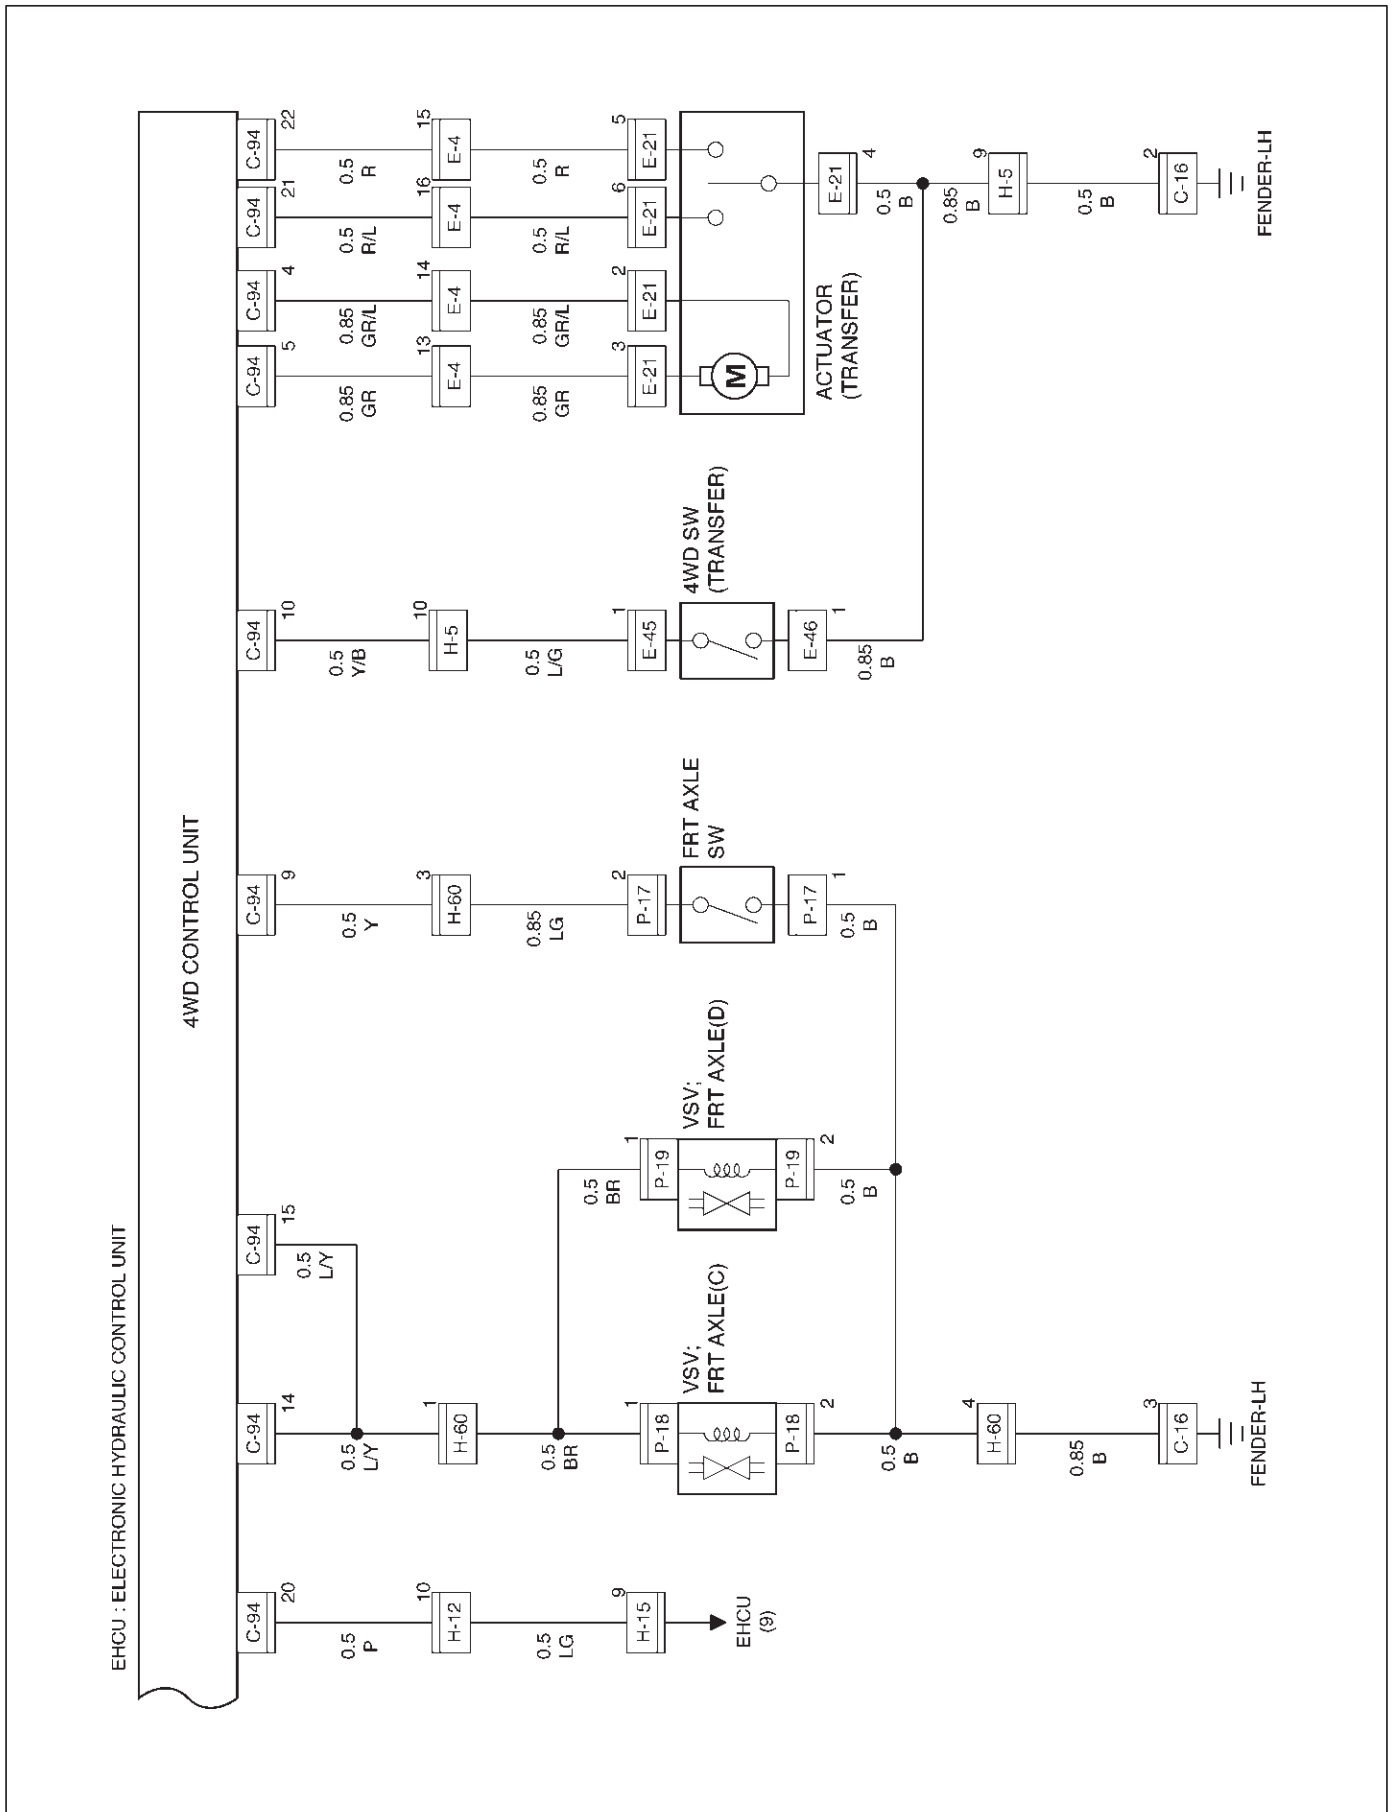 EHCU : ELECTRONIC HYDRAULIC CONTROL UNIT
4WD CONTROL UNIT
C-94
20
0.5
P
H-12
10
0.5
LG
H-15
9
EHCU
(9)
C-94
14
0.5
L/Y
C-94
15
0.5
L/Y
H-60
1
0.5
BR
P-18
1
VSV;
FRT AXLE(C)
P-18
2
0.5
B
H-60
4
0.85
B
C-16
3
FENDER-LH
0.5
BR
P-19
1
VSV;
FRT AXLE(D)
P-19
2
0.5
B
C-94
9
0.5
Y
H-60
3
0.85
LG
P-17
2
FRT AXLE
SW
P-17
1
0.5
B
C-94
10
0.5
Y/B
H-5
10
0.5
L/G
E-45
1
4WD SW
(TRANSFER)
E-46
1
0.85
B
C-94
5
0.85
GR
E-4
13
0.85
GR
E-21
3
C-94
4
0.85
GR/L
E-4
14
0.85
GR/L
E-21
2
C-94
21
0.5
R/L
E-4
16
0.5
R/L
E-21
6
C-94
22
0.5
R
E-4
15
0.5
R
E-21
5
M
ACTUATOR
(TRANSFER)
E-21
4
0.5
B
0.85
B
H-5
9
0.5
B
C-16
2
FENDER-LH